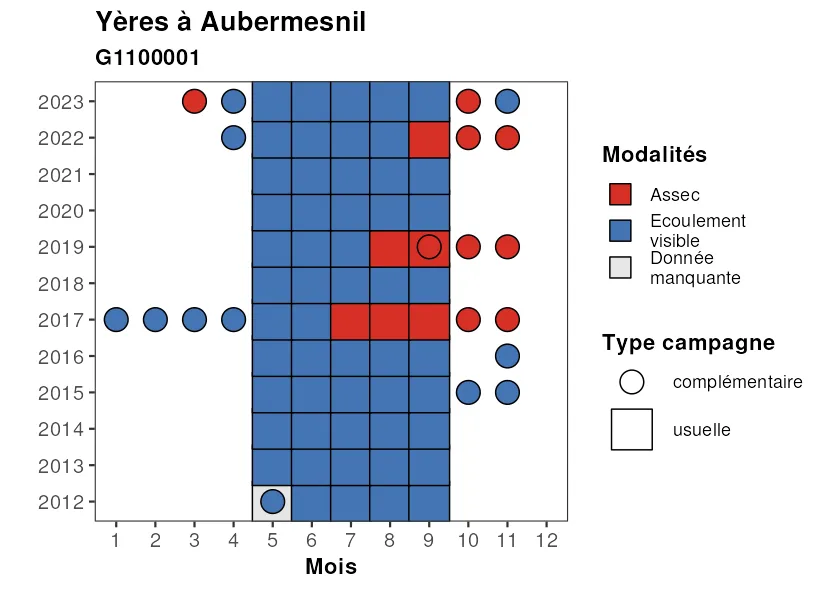 Yères à Aubermesnil
G1100001
2023
2022
2021
2020
2019
2018
2017
2016
2015
2014
2013
2012
1 2 3 4 5 6 7 8 9 10 11 12
Mois
Modalités
Assec
Ecoulement
visible
Donnée
manquante
Type campagne
complémentaire
usuelle